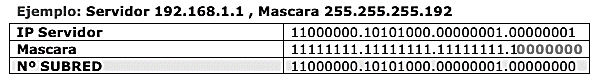 Ejemplo: Servidor 192.168.1.1 , Mascara 255.255.255.192
IP Servidor 11000000.10101000.00000001.00000001
Mascara 11111111.11111111.11111111.10000000
Nº SUBRED 11000000.10101000.00000001.00000000